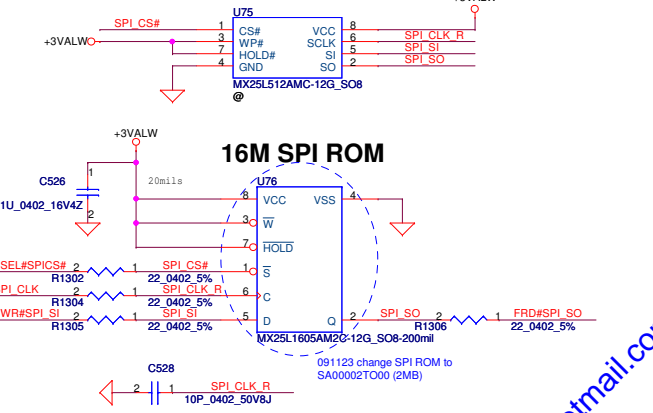 U75
SPI_CS# 1 CS# VCC 8
+3VALW 3 WP# SCLK 6 SPI_CLK_R
7 HOLD# SI 5 SPI_SI
4 GND SO 2 SPI_SO
MX25L512AMC-12G_SO8
@
+3VALW
16M SPI ROM
C526 1 20mils U76
1U_0402_16V4Z 2
8 VCC VSS 4
3 W
7 HOLD
SEL#SPICS# 2 1 SPI_CS# 1 S
R1302 22_0402_5%
PI_CLK 2 1 SPI_CLK_R 6 C
R1304 22_0402_5%
WR#SPI_SI 2 1 SPI_SI 5 D Q 2 SPI_SO 2 1 FRD#SPI_SO
R1305 22_0402_5% R1306 22_0402_5%
MX25L1605AM2C-12G_SO8-200mil
091123 change SPI ROM to
SA00002TO00 (2MB)
C528
2 1 SPI_CLK_R
10P_0402_50V8J
otmail.co